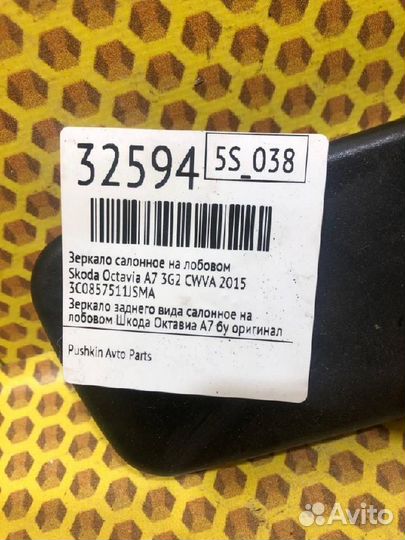 32594
5S_038
Зеркало салонное на лобовом
Skoda Octavia A7 3G2 CWVA 2015
3C0857511JSMA
Зеркало заднего вида салонное на
лобовом Шкода Октавиа А7 бу оригинал
Pushkin Avto Parts
Avito